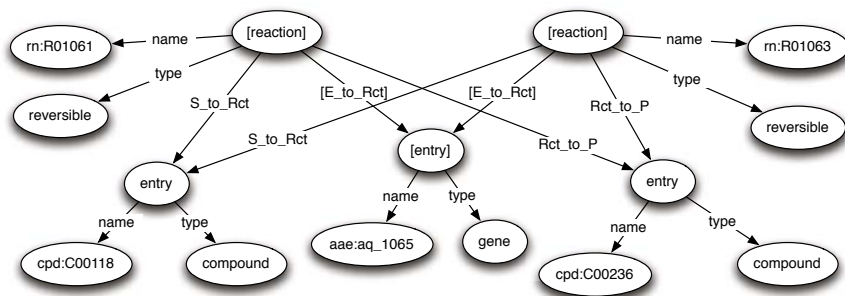 [reaction]
[reaction]
rn:R01061
name
name
rn:R01063
type
type
reversible
S_to_Rct
[E_to_Rct]
[E_to_Rct]
Rct_to_P
reversible
S_to_Rct
[entry]
Rct_to_P
entry
entry
name
type
name
type
name
type
cpd:C00118
compound
aae:aq_1065
gene
cpd:C00236
compound